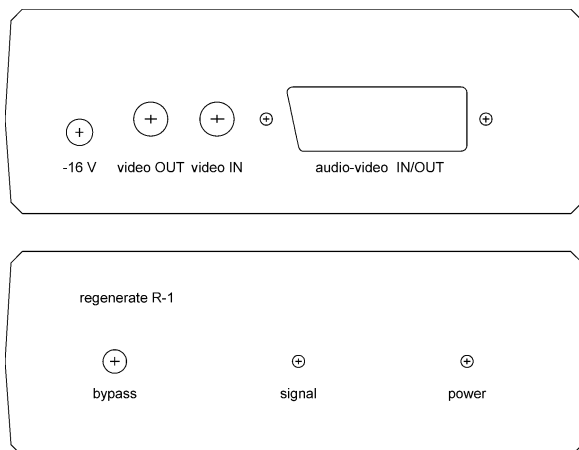 -16 V video OUT video IN audio-video IN/OUT
regenerate R-1
bypass signal power